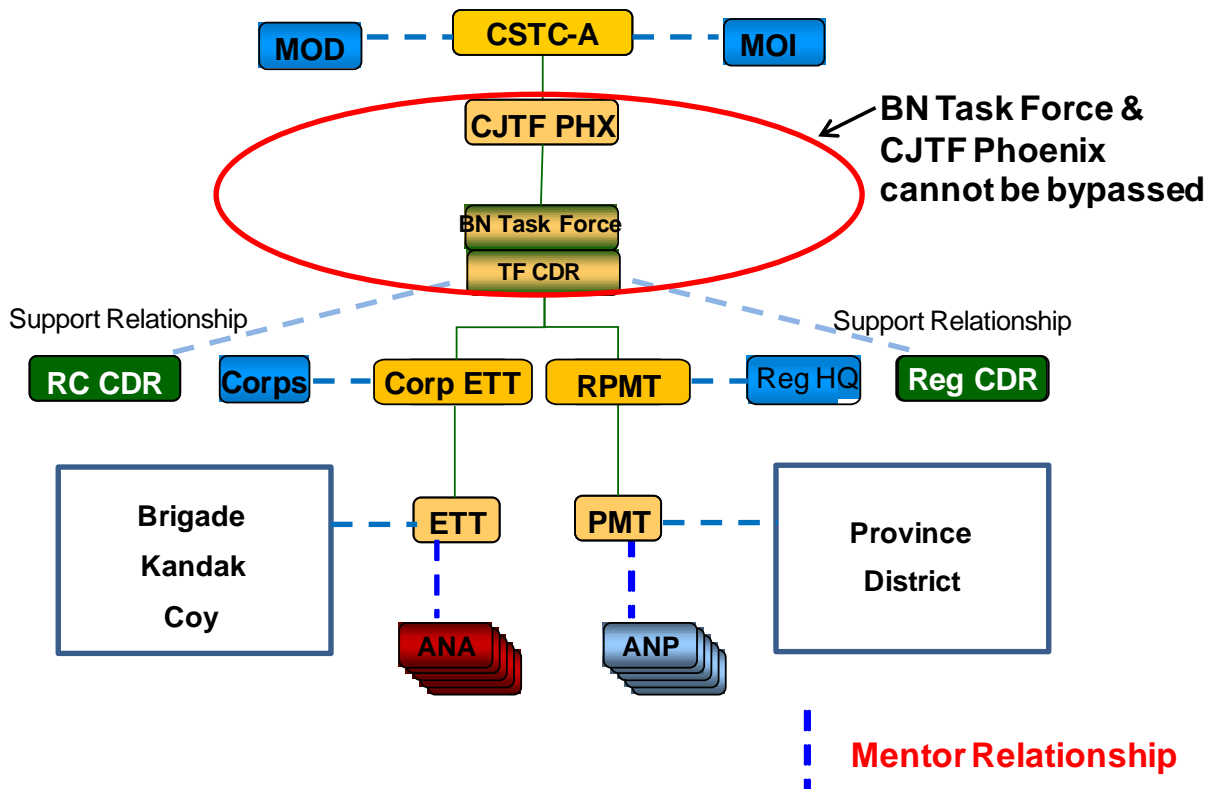 CSTC-A
MOD
MOI
CJTF PHX
BN Task Force &
CJTF Phoenix
cannot be bypassed
BN Task Force
TF CDR
Support Relationship
Support Relationship
RC CDR
Corps
Corp ETT
RPMT
Reg HQ
Reg CDR
Brigade
Kandak
Coy
ETT
PMT
Province
District
ANA
ANP
Mentor Relationship